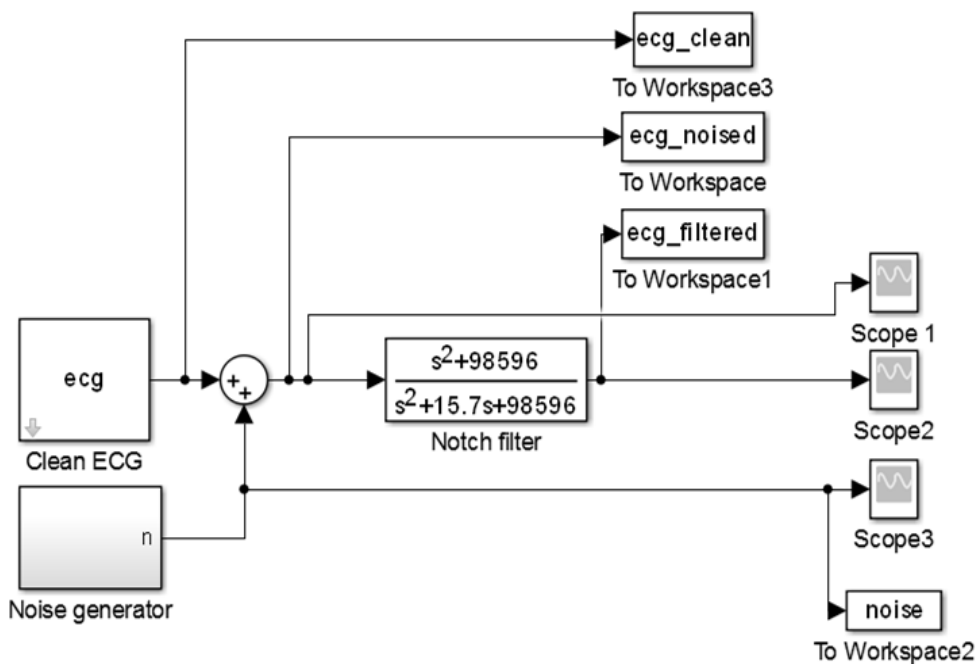 ecg_clean
To Workspace3
ecg_noised
To Workspace
ecg_filtered
To Workspace1
Scope 1
ecg
Clean ECG
++
s²+98596
s²+15.7s+98596
Notch filter
Scope2
n
Noise generator
Scope3
noise
To Workspace2